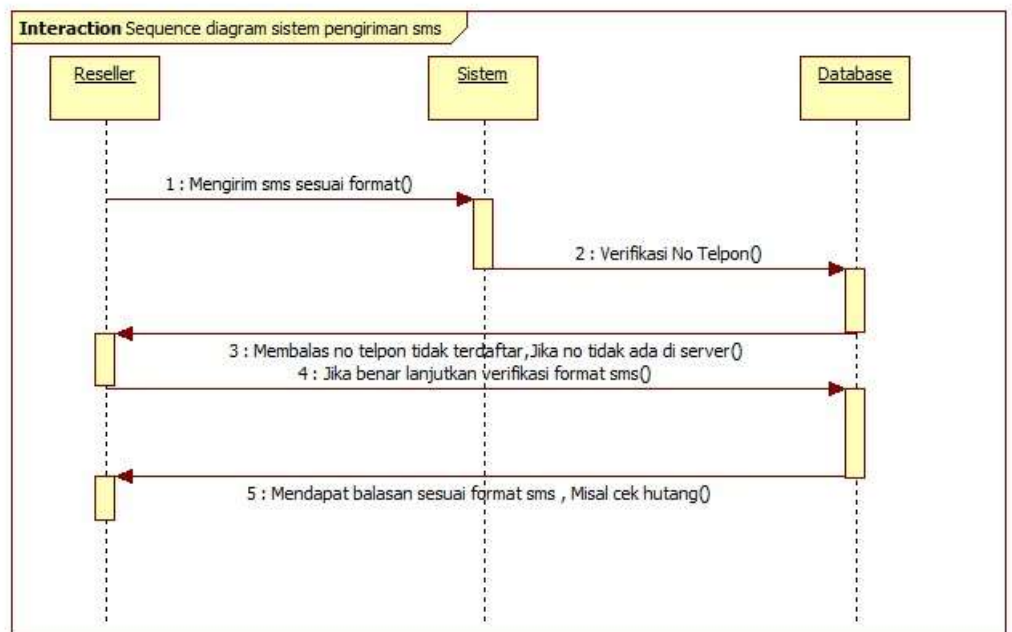 Interaction Sequence diagram sistem pengiriman sms
Reseller
Sistem
Database
1 : Mengirim sms sesuai format()
2 : Verifikasi No Telpon()
3 : Membalas no telpon tidak terdaftar,Jika no tidak ada di server()
4 : Jika benar lanjutkan verifikasi format sms()
5 : Mendapat balasan sesuai format sms , Misal cek hutang()